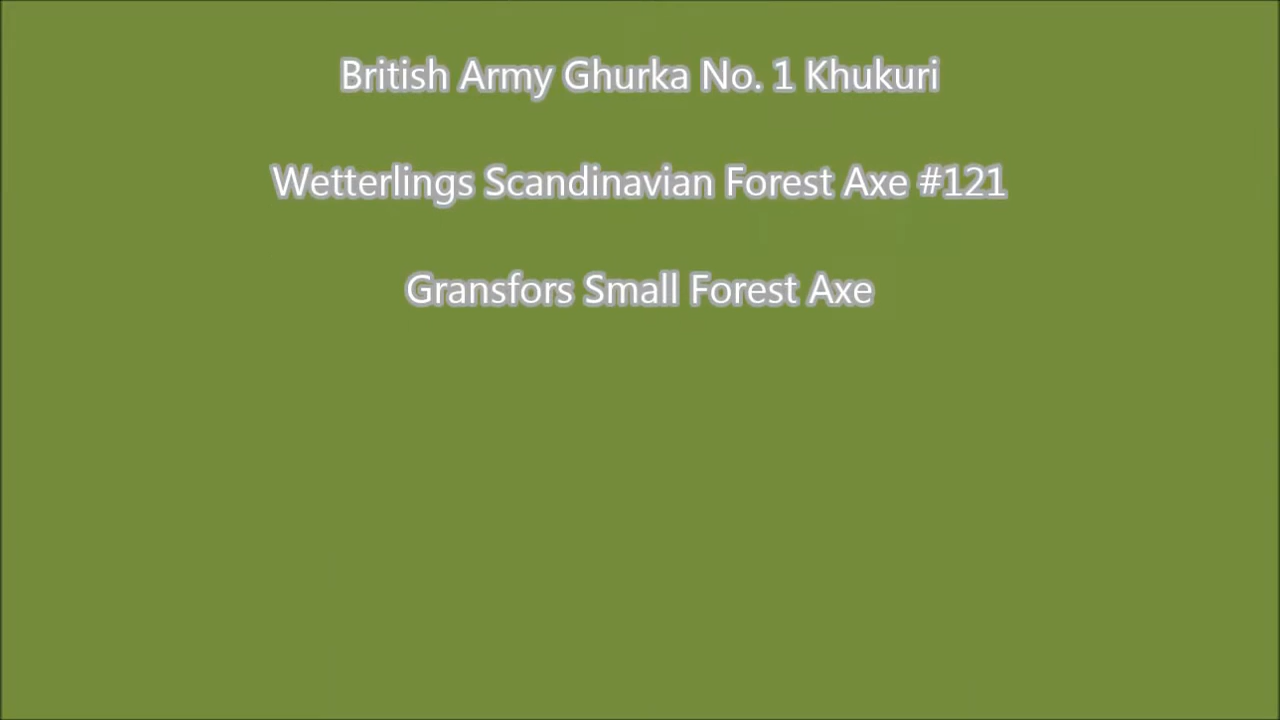 British Army Ghurka No. 1 Khukuri
Wetterlings Scandinavian Forest Axe #121
Gransfors Small Forest Axe